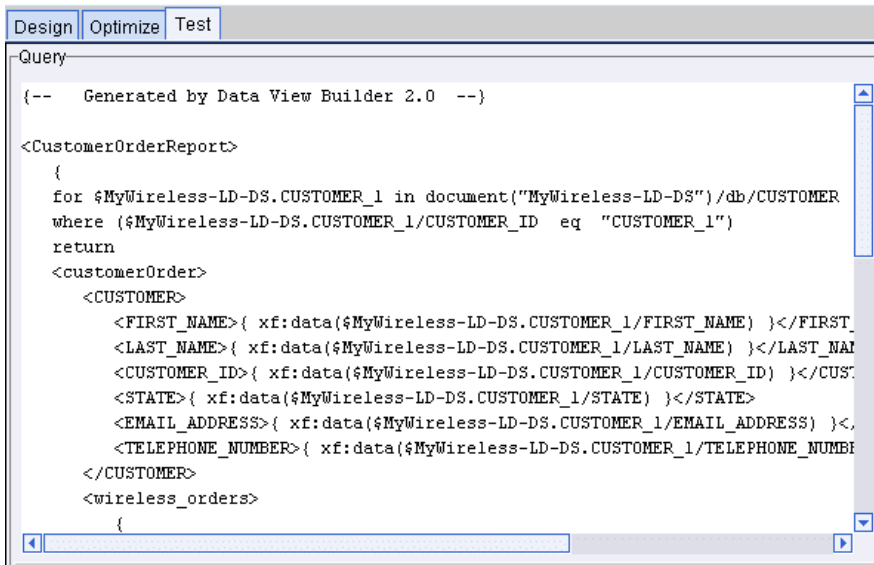 Design Optimize Test
Query
{--   Generated by Data View Builder 2.0  --}
<CustomerOrderReport>
{
for $MyWireless-LD-DS.CUSTOMER_1 in document("MyWireless-LD-DS")/db/CUSTOMER
where ($MyWireless-LD-DS.CUSTOMER_1/CUSTOMER_ID  eq  "CUSTOMER_1")
return
<customerOrder>
<CUSTOMER>
<FIRST_NAME>{ xf:data($MyWireless-LD-DS.CUSTOMER_1/FIRST_NAME) }</FIRST_
<LAST_NAME>{ xf:data($MyWireless-LD-DS.CUSTOMER_1/LAST_NAME) }</LAST_NAM
<CUSTOMER_ID>{ xf:data($MyWireless-LD-DS.CUSTOMER_1/CUSTOMER_ID) }</CUST
<STATE>{ xf:data($MyWireless-LD-DS.CUSTOMER_1/STATE) }</STATE>
<EMAIL_ADDRESS>{ xf:data($MyWireless-LD-DS.CUSTOMER_1/EMAIL_ADDRESS) }</
<TELEPHONE_NUMBER>{ xf:data($MyWireless-LD-DS.CUSTOMER_1/TELEPHONE_NUMBE
</CUSTOMER>
<wireless_orders>
{